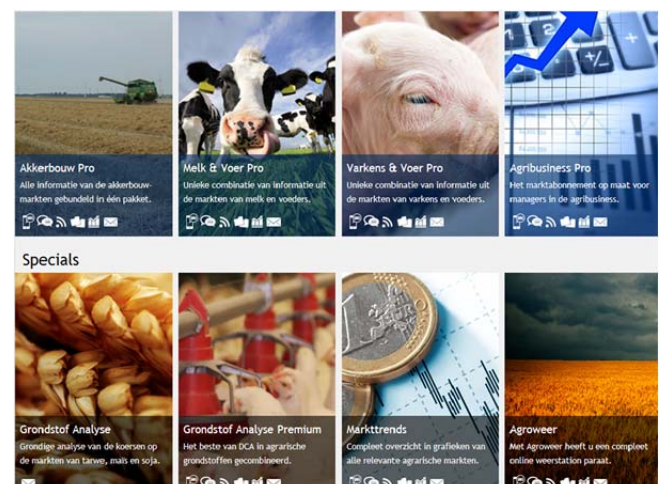 Akkerbouw Pro
Alle informatie van de akkerbouw-
markten gebundeld in één pakket.
Melk & Voer Pro
Unieke combinatie van informatie uit
de markten van melk en voeders.
Varkens & Voer Pro
Unieke combinatie van informatie uit
de markten van varkens en voeders.
Agribusiness Pro
Het marktabonnement op maat voor
managers in de agribusiness.
Specials
Grondstof Analyse
Grondige analyse van de koersen op
de markten van tarwe, maïs en soja.
Grondstof Analyse Premium
Het beste van DCA in agrarische
grondstoffen gecombineerd.
Markttrends
Compleet overzicht in grafieken van
alle relevante agrarische markten.
Agroweer
Met Agroweer heeft u een compleet
online weerstation paraat.